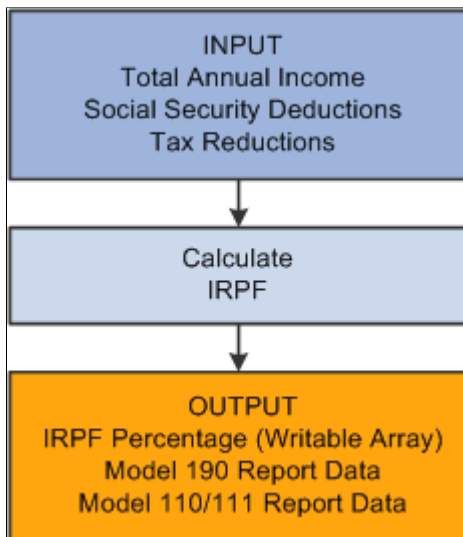 INPUT
Total Annual Income
Social Security Deductions
Tax Reductions
Calculate
IRPF
OUTPUT
IRPF Percentage (Writable Array)
Model 190 Report Data
Model 110/111 Report Data